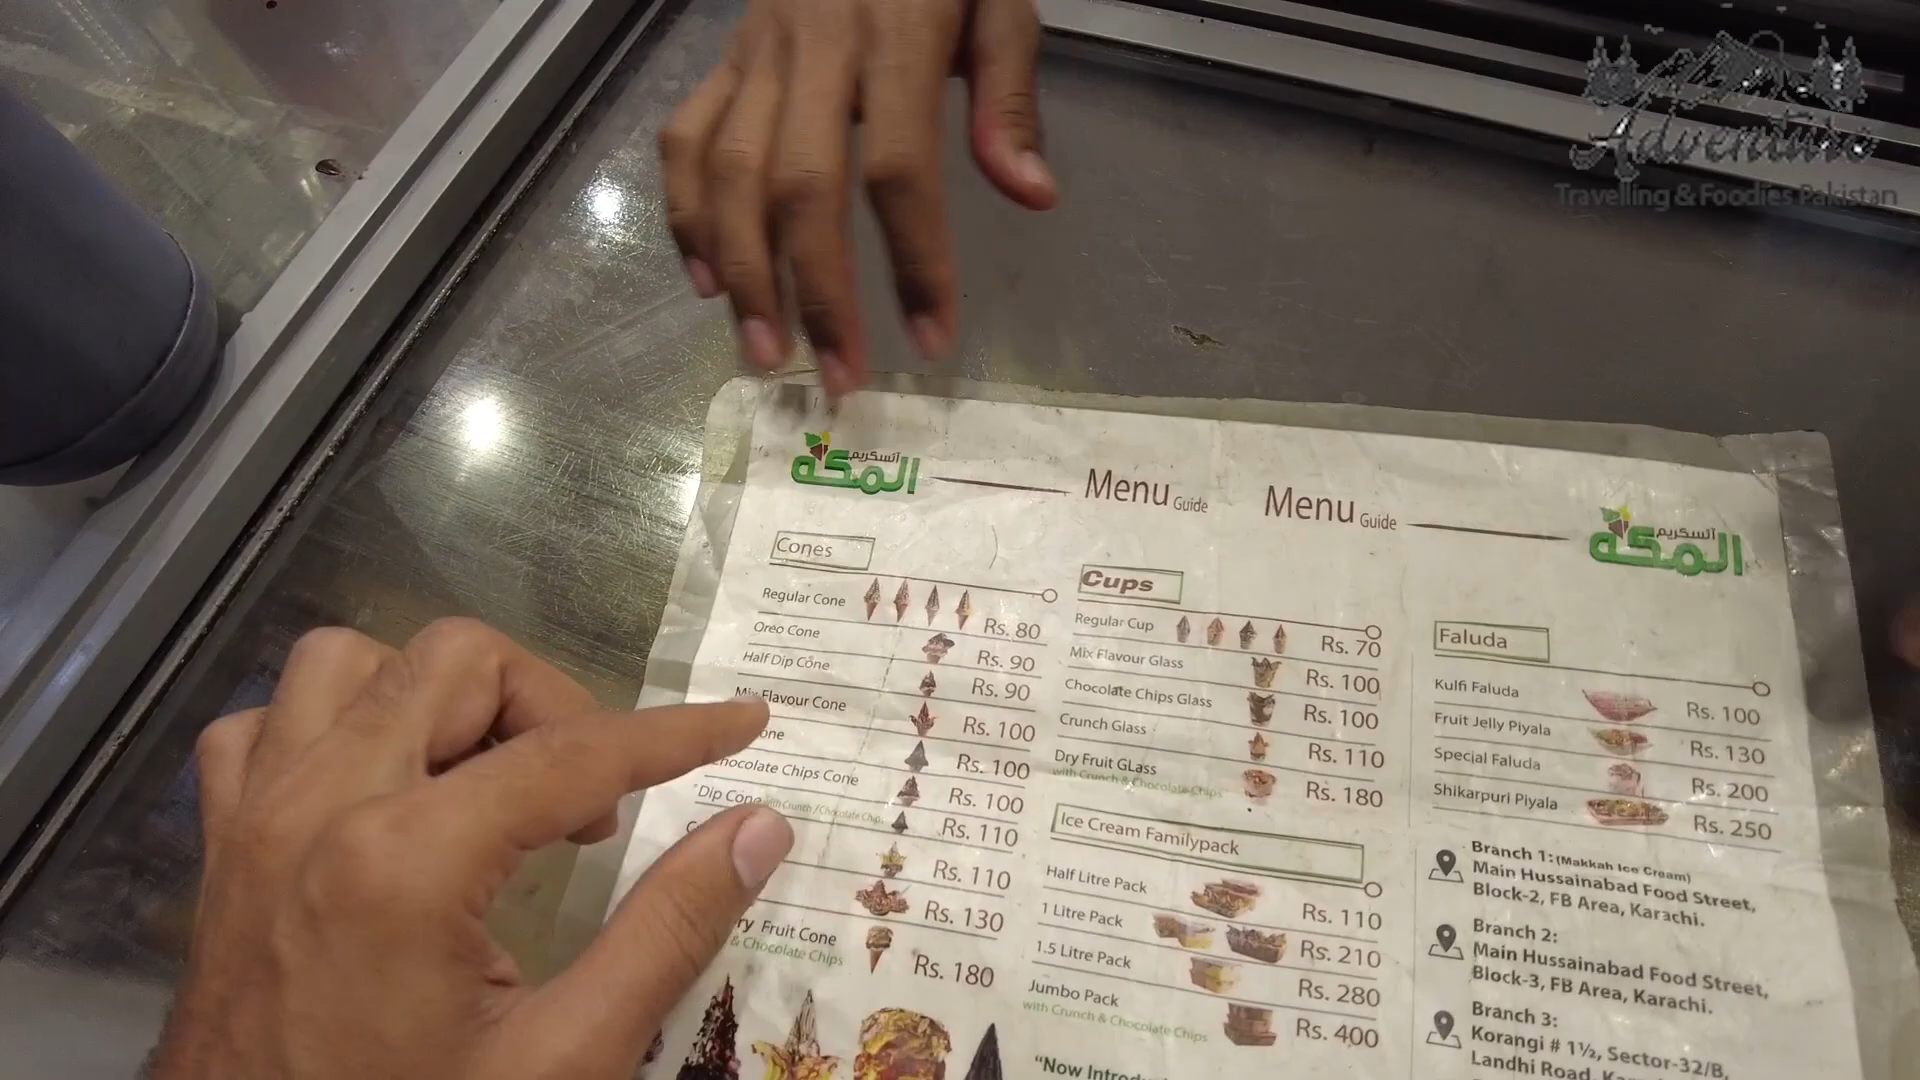 Adventure
Travelling & Foodies Pakistan
آئسکریم
المکہ
Menu Guide
Menu Guide
آئسکریم
المکہ
Cones
Regular Cone Rs. 80
Oreo Cone Rs. 90
Half Dip Cone Rs. 90
Mix Flavour Cone Rs. 100
one Rs. 100
Chocolate Chips Cone Rs. 100
Dip Cone with Crunch / Chocolate Chips Rs. 110
Rs. 110
Rs. 130
ry Fruit Cone Rs. 180
& Chocolate Chips
Cups
Regular Cup Rs. 70
Mix Flavour Glass Rs. 100
Chocolate Chips Glass Rs. 100
Crunch Glass Rs. 110
Dry Fruit GLass Rs. 180
with Crunch & Chocolate Chips
Ice Cream Familypack
Half Litre Pack Rs. 110
1 Litre Pack Rs. 210
1.5 Litre Pack Rs. 280
Jumbo Pack Rs. 400
with Crunch & Chocolate Chips
"Now
Faluda
Kulfi Faluda Rs. 100
Fruit Jelly Piyala Rs. 130
Special Faluda Rs. 200
Shikarpuri Piyala Rs. 250
Branch 1: (Makkah Ice Cream)
Main Hussainabad Food Street,
Block-2, FB Area, Karachi.
Branch 2:
Main Hussainabad Food Street,
Block-3, FB Area, Karachi.
Branch 3:
Korangi # 1½, Sector-32/B,
Landhi Road,